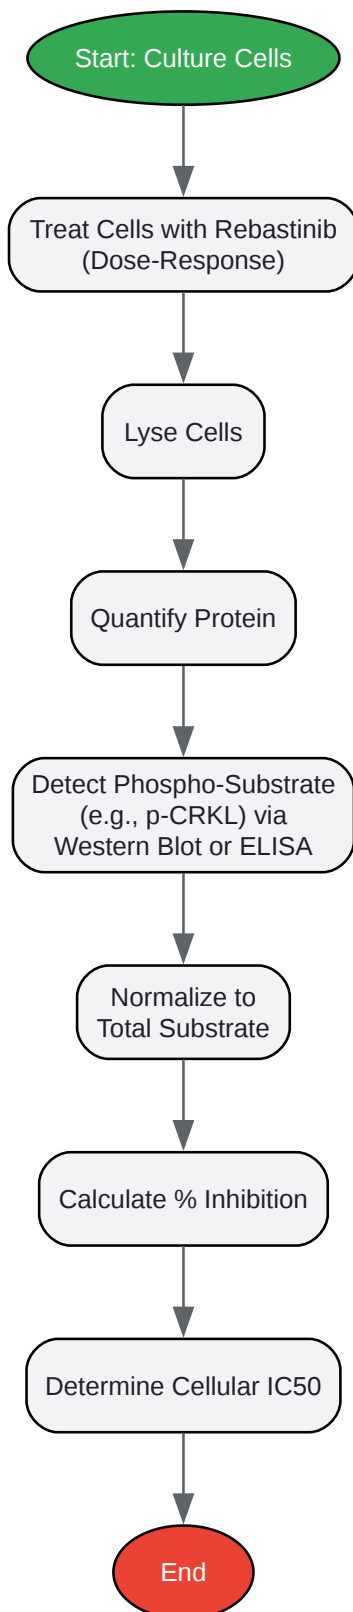 Start: Culture Cells
Treat Cells with Rebastinib
(Dose-Response)
Lyse Cells
Quantify Protein
Detect Phospho-Substrate
(e.g., p-CRKL) via
Western Blot or ELISA
Normalize to
Total Substrate
Calculate % Inhibition
Determine Cellular IC50
End